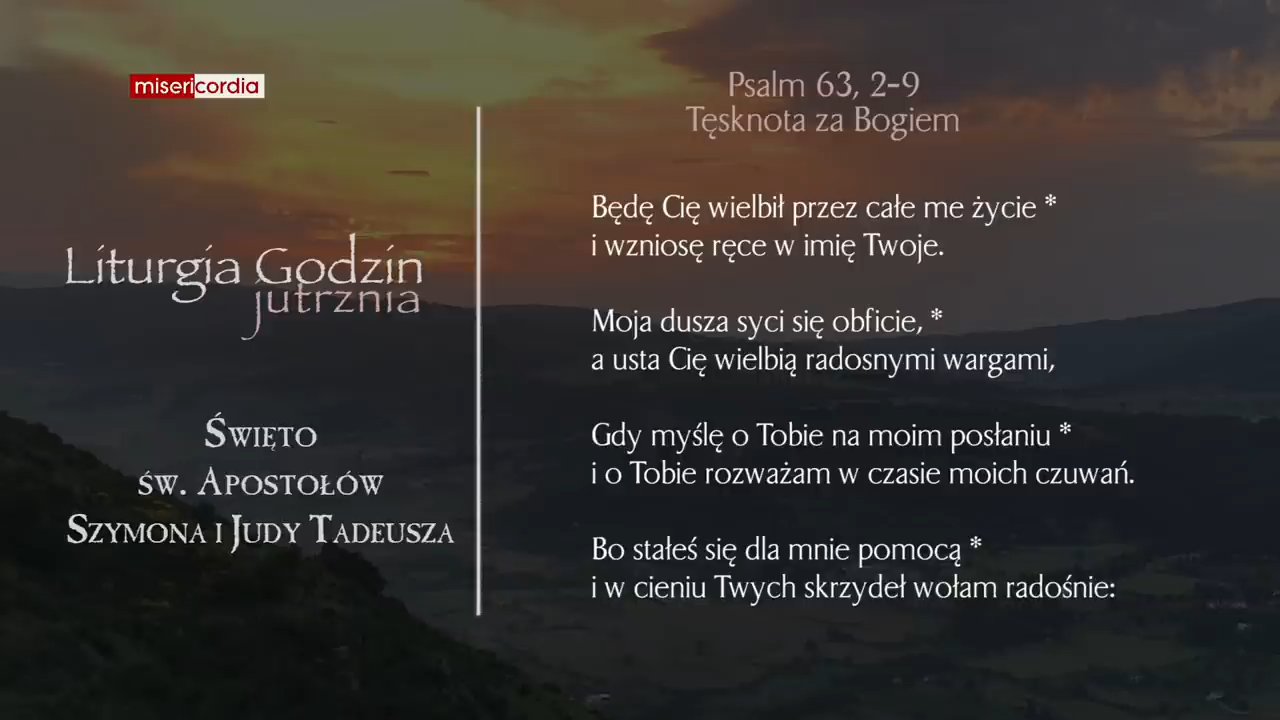 misericordia
Liturgia Godzin
jutrznia
Święto
św. Apostołów
Szymona i Judy Tadeusza
Psalm 63, 2-9
Tęsknota za Bogiem
Będę Cię wielbił przez całe me życie *
i wzniosę ręce w imię Twoje.
Moja dusza syci się obficie, *
a usta Cię wielbią radosnymi wargami,
Gdy myślę o Tobie na moim posłaniu *
i o Tobie rozważam w czasie moich czuwań.
Bo stałeś się dla mnie pomocą *
i w cieniu Twych skrzydeł wołam radośnie: